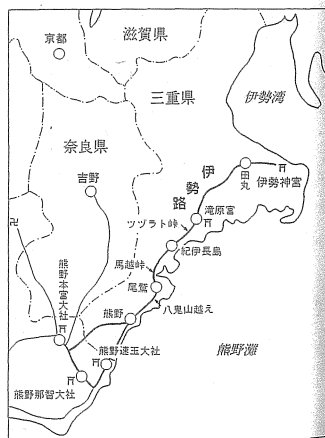 京都
滋賀県
三重県
伊勢湾
奈良県
吉野
伊勢路
田丸
伊勢神宮
滝原宮
ツヅラト峠
紀伊長島
馬越峠
尾鷲
八鬼山越え
熊野
熊野本宮大社
熊野速玉大社
熊野灘
熊野那智大社